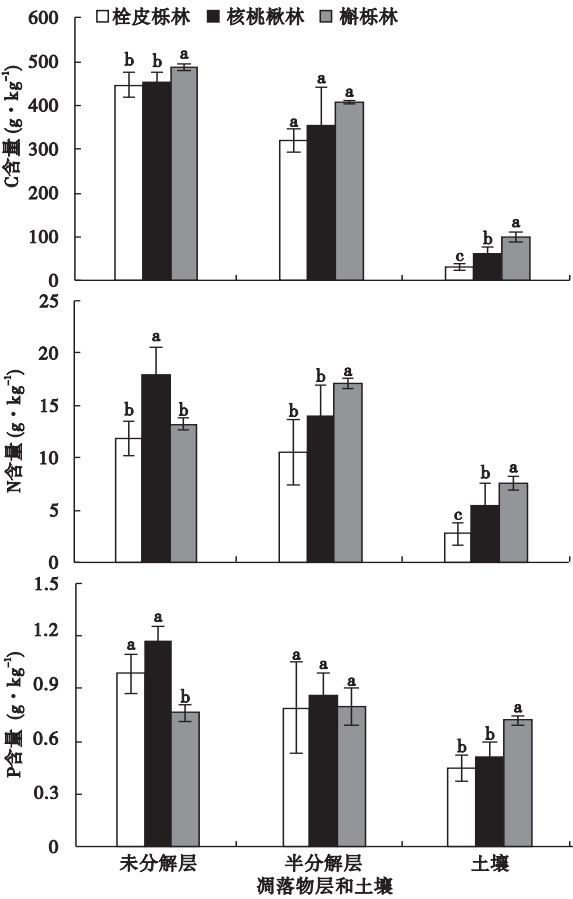 栓皮栎林 核桃楸林 槲栎林
C含量 (g·kg⁻¹)
600
500
400
300
200
100
0
b b a
a a a
c b a
N含量 (g·kg⁻¹)
25
20
15
10
5
0
b a b
b b a
c b a
P含量 (g·kg⁻¹)
1.5
1.2
0.9
0.6
0.3
0
a a b
a a a
b b a
未分解层 半分解层 土壤
凋落物层和土壤